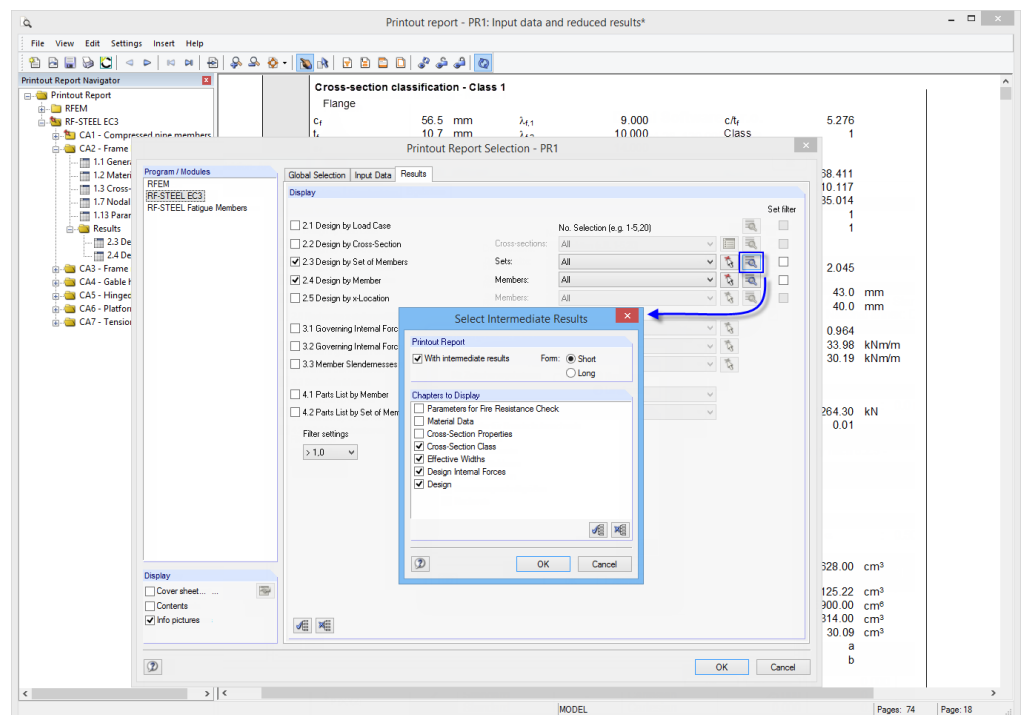 Printout report - PR1: Input data and reduced results*
File View Edit Settings Insert Help
Printout Report Navigator
Printout Report
RFEM
RF-STEEL EC3
CA1 - Compressed nine members
CA2 - Frame
1.1 Genera
1.2 Materi
1.3 Cross-
1.7 Nodal
1.13 Parar
Results
2.3 De
2.4 De
CA3 - Frame
CA4 - Gable
CA5 - Hinged
CA6 - Platfor
CA7 - Tension
Cross-section classification - Class 1
Flange
cf 56.5 mm λf,1 9.000 c/tf 5.276
10.7 mm 10.000 Class 1
68.411
10.117
35.014
1
1
2.045
43.0 mm
40.0 mm
0.964
33.98 kNm/m
30.19 kNm/m
264.30 kN
0.01
628.00 cm³
125.22 cm³
900.00 cm⁶
314.00 cm³
30.09 cm³
a
b
Printout Report Selection - PR1
Program / Modules
RFEM
RF-STEEL EC3
RF-STEEL Fatigue Members
Display
Cover sheet... ...
Contents
Info pictures
Global Selection Input Data Results
Display
Set filter
2.1 Design by Load Case No. Selection (e.g. 1-5,20)
2.2 Design by Cross-Section Cross-sections: All
2.3 Design by Set of Members Sets: All
2.4 Design by Member Members: All
2.5 Design by x-Location Members: All
3.1 Governing Internal Forc
3.2 Governing Internal Forc
3.3 Member Slendernesses
4.1 Parts List by Member
4.2 Parts List by Set of Mem
Filter settings
> 1,0
Select Intermediate Results
Printout Report
With intermediate results Form: Short
Long
Chapters to Display
Parameters for Fire Resistance Check
Material Data
Cross-Section Properties
Cross-Section Class
Effective Widths
Design Internal Forces
Design
OK Cancel
OK Cancel
MODEL Pages: 74 Page: 18